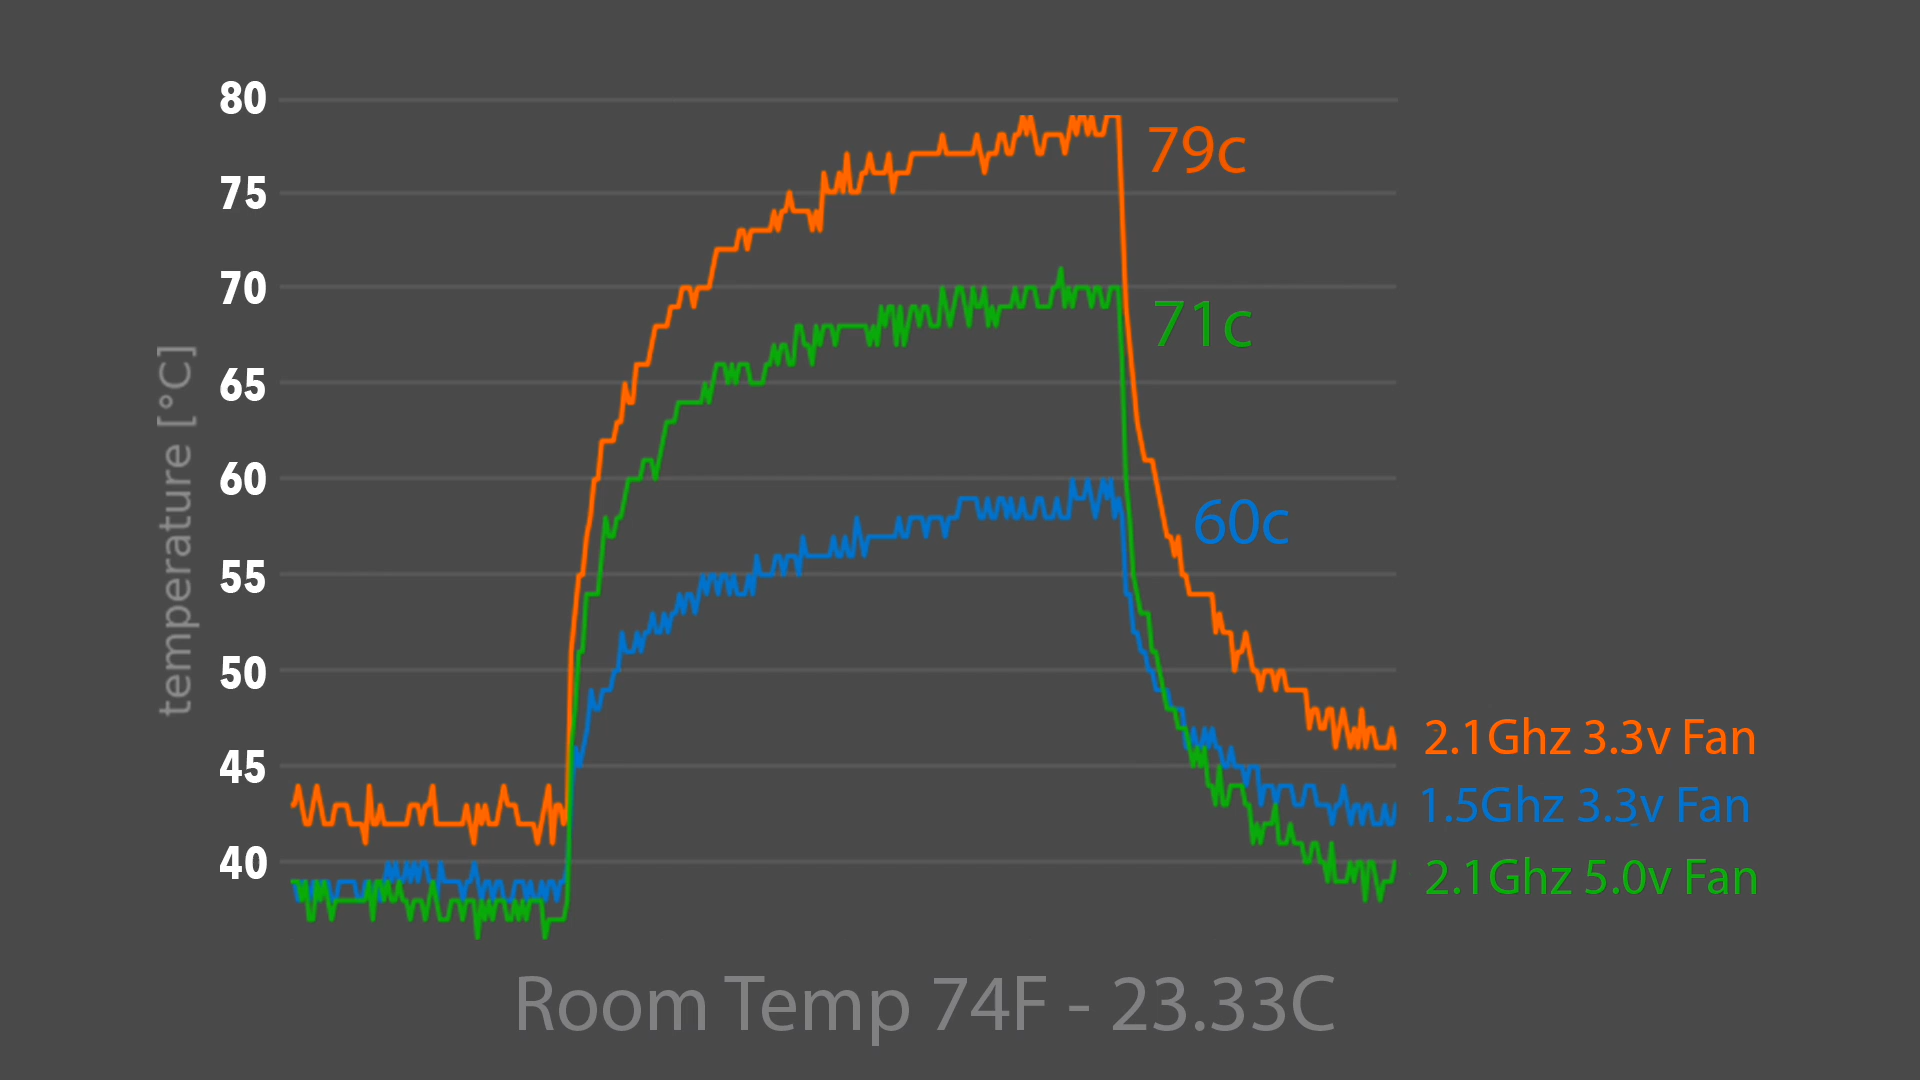 80
75
70
65
60
55
50
45
40
temperature [°C]
79c
71c
60c
2.1Ghz 3.3v Fan
1.5Ghz 3.3v Fan
2.1Ghz 5.0v Fan
Room Temp 74F - 23.33C